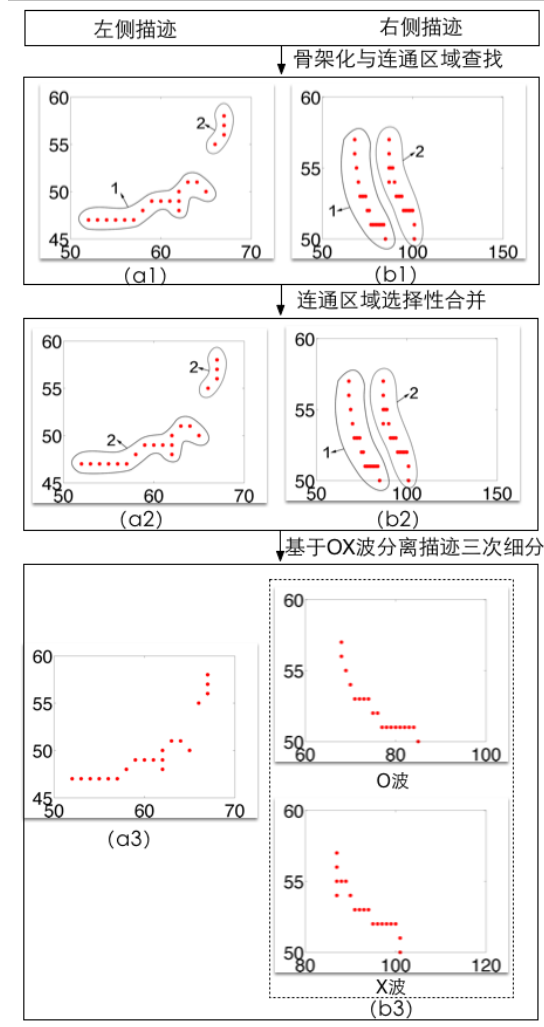 左侧描迹 右侧描迹
骨架化与连通区域查找
60 55 50 45 50 60 70 1 2
60 55 50 50 100 150 1 2
(a1) (b1)
连通区域选择性合并
60 55 50 45 50 60 70 2 2
60 55 50 50 100 150 1 2
(a2) (b2)
基于OX波分离描迹三次细分
60 55 50 45 50 60 70
(a3)
60 55 50 60 80 100
O波
60 55 50 80 100 120
X波
(b3)